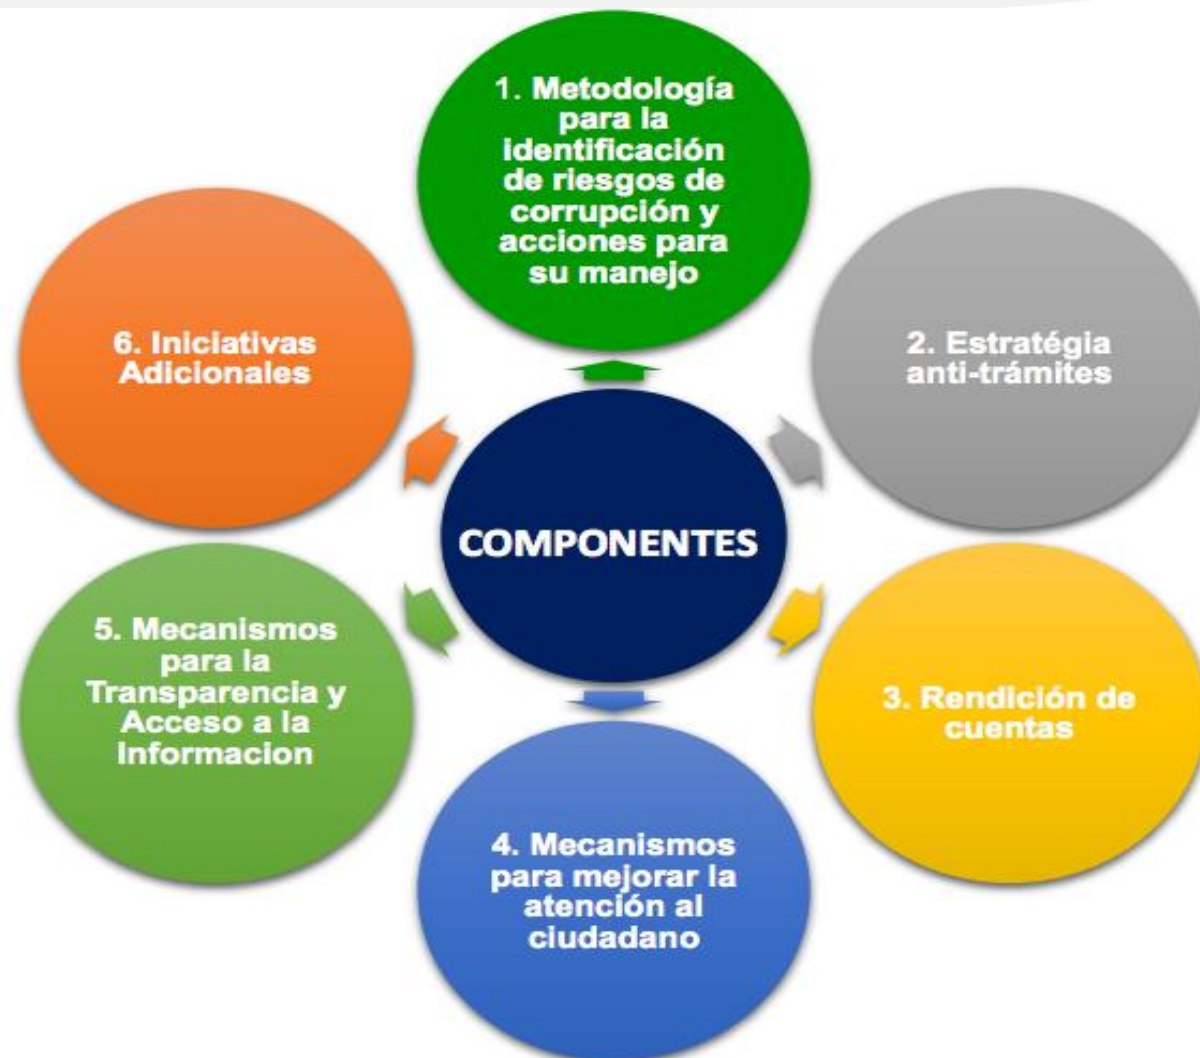 1. Metodología
para la
identificación
de riesgos de
corrupción y
acciones para
su manejo
2. Estratégia
anti-trámites
3. Rendición de
cuentas
4. Mecanismos
para mejorar la
atención al
ciudadano
5. Mecanismos
para la
Transparencia y
Acceso a la
Informacion
6. Iniciativas
Adicionales
COMPONENTES